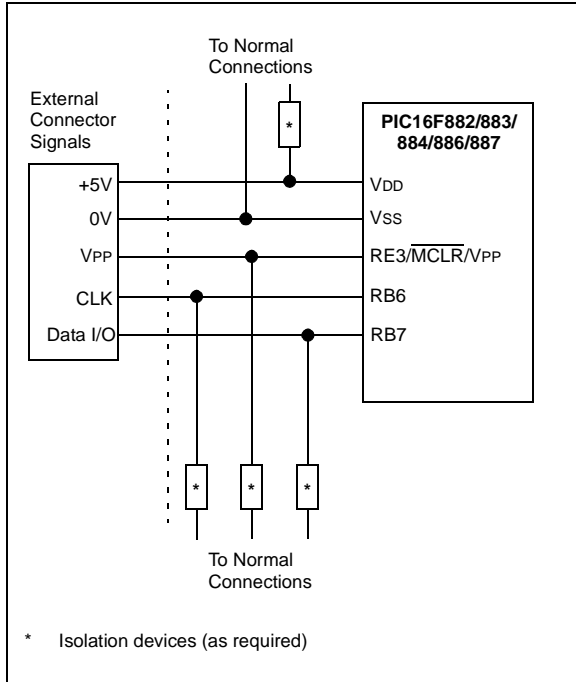 To Normal
Connections
External
Connector
Signals
*
PIC16F882/883/
884/886/887
+5V
VDD
0V
VSS
VPP
RE3/MCLR/VPP
CLK
RB6
Data I/O
RB7
* * *
To Normal
Connections
* Isolation devices (as required)